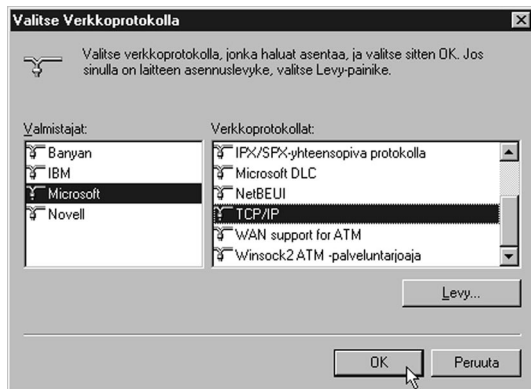 Valitse Verkkoprotokolla
Valitse verkkoprotokolla, jonka haluat asentaa, ja valitse sitten OK. Jos
sinulla on laitteen asennuslevyke, valitse Levy-painike.
Valmistajat:
Banyan
IBM
Microsoft
Novell
Verkkoprotokollat:
IPX/SPX-yhteensopiva protokolla
Microsoft DLC
NetBEUI
TCP/IP
WAN support for ATM
Winsock2 ATM -palveluntarjoaja
Levy...
OK
Peruuta